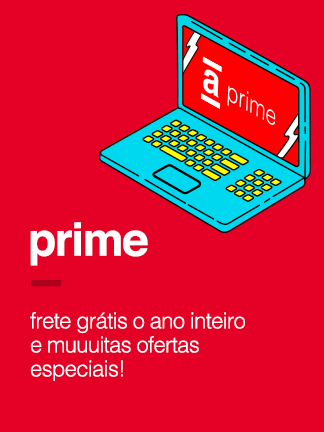 a prime
prime
frete grátis o ano inteiro
e muuuitas ofertas
especiais!